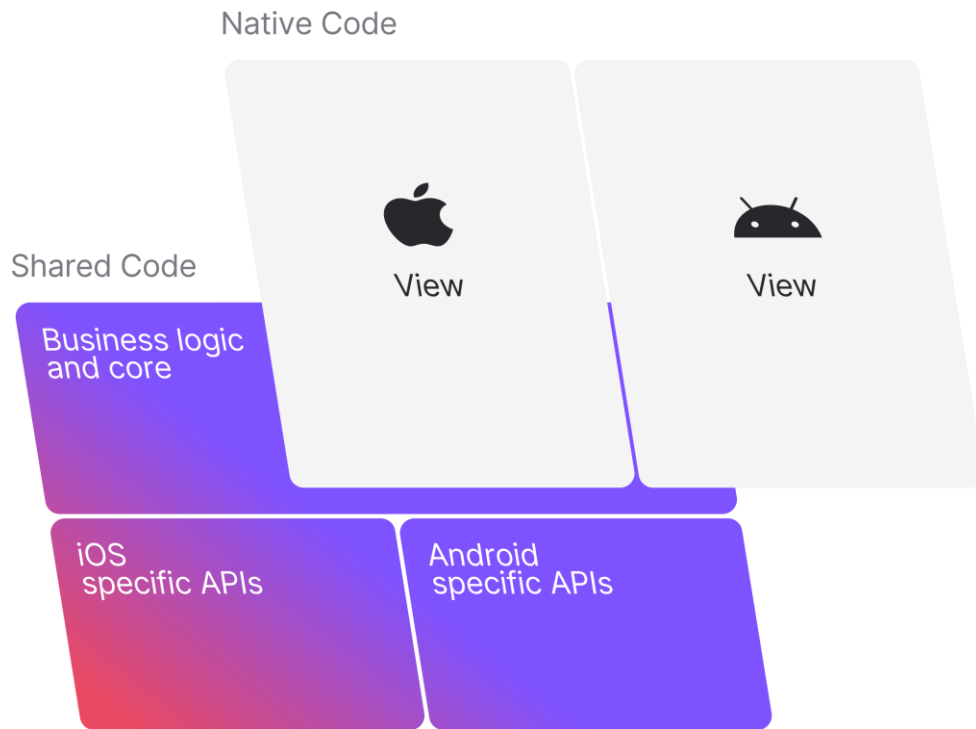 Native Code
View
View
Shared Code
Business logic
and core
iOS
specific APIs
Android
specific APIs